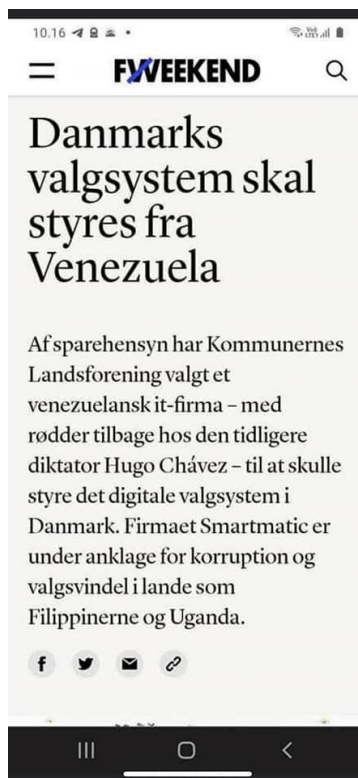 10.16
FWEEKEND
Danmarks
valgsystem skal
styres fra
Venezuela
Af sparehensyn har Kommunernes
Landsforening valgt et
venezuelansk it-firma – med
rødder tilbage hos den tidligere
diktator Hugo Chávez – til at skulle
styre det digitale valgsystem i
Danmark. Firmaet Smartmatic er
under anklage for korruption og
valgsvindel i lande som
Filippinerne og Uganda.